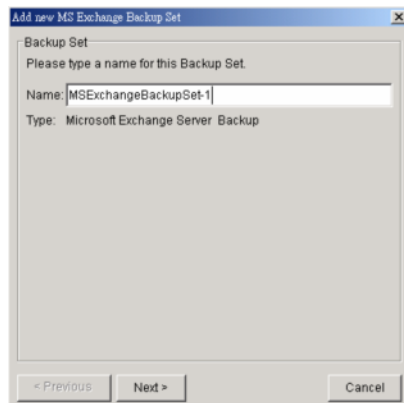 Add new MS Exchange Backup Set
Backup Set
Please type a name for this Backup Set.
Name: MSExchangeBackupSet-1
Type: Microsoft Exchange Server Backup
< Previous
Next >
Cancel